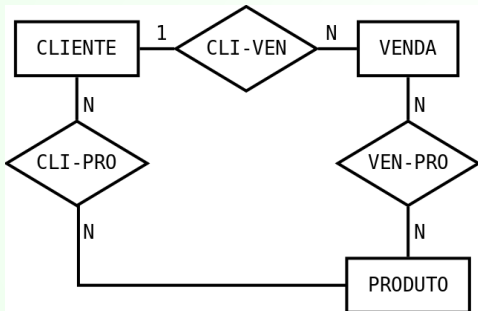 CLIENTE 1 CLI-VEN N VENDA
N N
CLI-PRO VEN-PRO
N N
PRODUTO